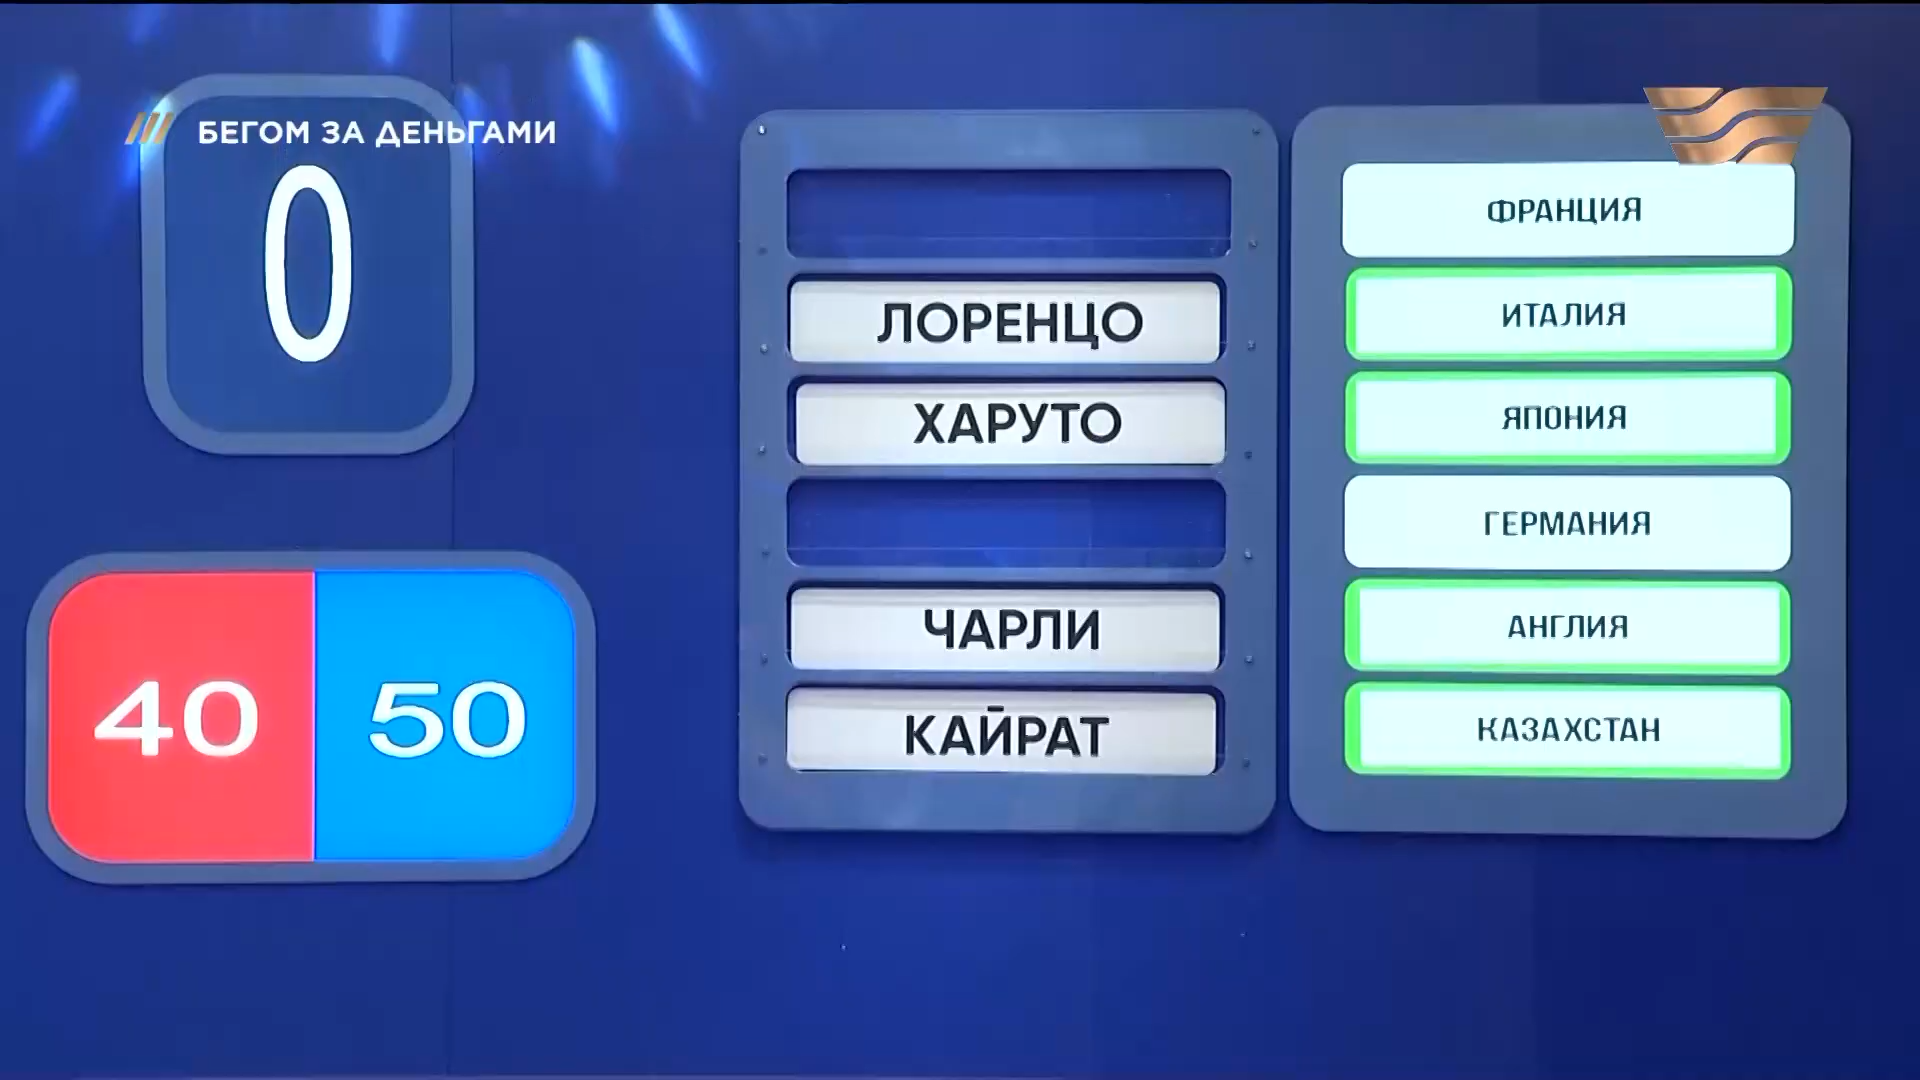 БЕГОМ ЗА ДЕНЬГАМИ
0
40 50
ЛОРЕНЦО
ХАРУТО
ЧАРЛИ
КАЙРАТ
ФРАНЦИЯ
ИТАЛИЯ
ЯПОНИЯ
ГЕРМАНИЯ
АНГЛИЯ
КАЗАХСТАН